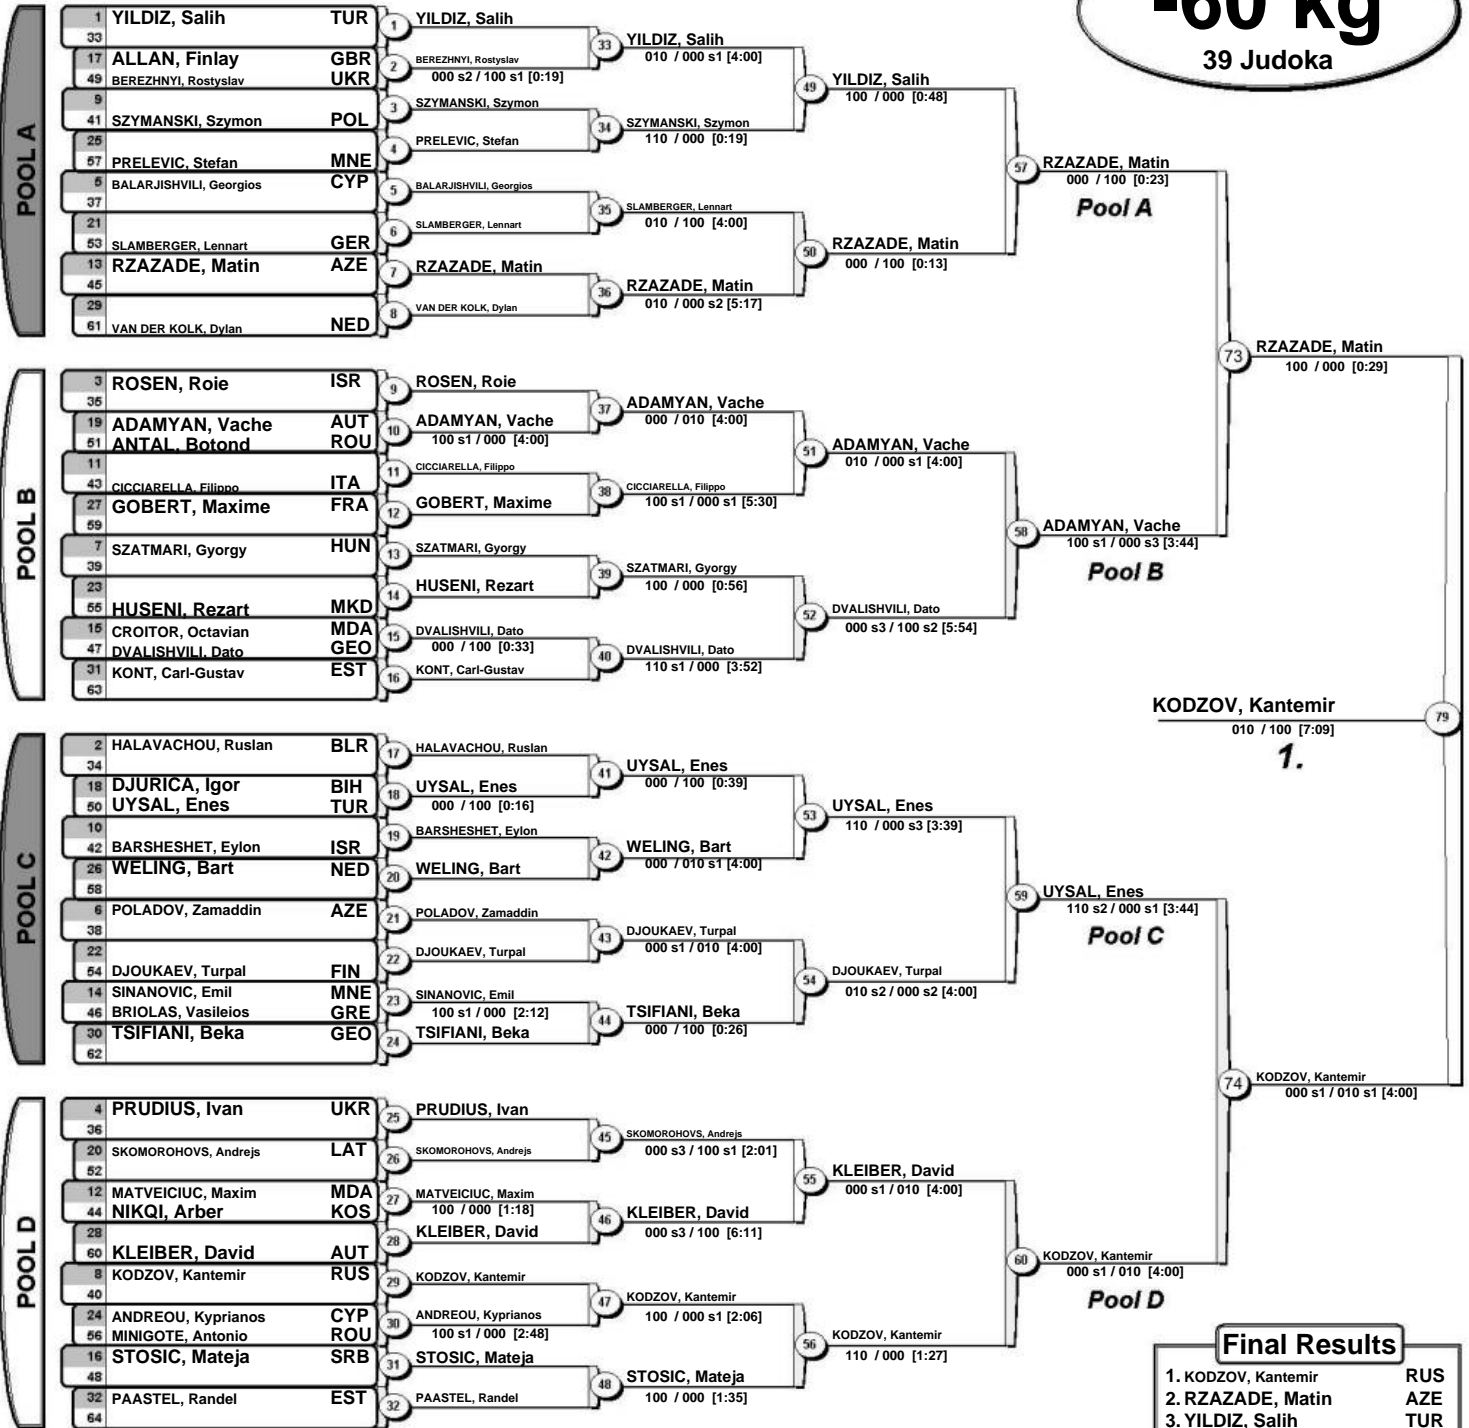 -60 kg
39 Judoka
POOL A
1 YILDIZ, Salih TUR
33
17 ALLAN, Finlay GBR
49 BEREZHNYI, Rostyslav UKR
9
41 SZYMANSKI, Szymon POL
25
57 PRELEVIC, Stefan MNE
5 BALARJISHVILI, Georgios CYP
37
21
53 SLAMBERGER, Lennart GER
13 RZAZADE, Matin AZE
45
29
61 VAN DER KOLK, Dylan NED
1 YILDIZ, Salih
2 BEREZHNYI, Rostyslav
000 s2 / 100 s1 [0:19]
3 SZYMANSKI, Szymon
4 PRELEVIC, Stefan
5 BALARJISHVILI, Georgios
6 SLAMBERGER, Lennart
7 RZAZADE, Matin
8 VAN DER KOLK, Dylan
33 YILDIZ, Salih
010 / 000 s1 [4:00]
34 SZYMANSKI, Szymon
110 / 000 [0:19]
35 SLAMBERGER, Lennart
010 / 100 [4:00]
36 RZAZADE, Matin
010 / 000 s2 [5:17]
49 YILDIZ, Salih
100 / 000 [0:48]
50 RZAZADE, Matin
000 / 100 [0:13]
57 RZAZADE, Matin
000 / 100 [0:23]
Pool A
POOL B
3 ROSEN, Roie ISR
35
19 ADAMYAN, Vache AUT
51 ANTAL, Botond ROU
11
43 CICCIARELLA, Filippo ITA
27 GOBERT, Maxime FRA
59
7 SZATMARI, Gyorgy HUN
39
23
55 HUSENI, Rezart MKD
15 CROITOR, Octavian MDA
47 DVALISHVILI, Dato GEO
31 KONT, Carl-Gustav EST
63
9 ROSEN, Roie
10 ADAMYAN, Vache
100 s1 / 000 [4:00]
11 CICCIARELLA, Filippo
12 GOBERT, Maxime
13 SZATMARI, Gyorgy
14 HUSENI, Rezart
15 DVALISHVILI, Dato
000 / 100 [0:33]
16 KONT, Carl-Gustav
37 ADAMYAN, Vache
000 / 010 [4:00]
38 CICCIARELLA, Filippo
100 s1 / 000 s1 [5:30]
39 SZATMARI, Gyorgy
100 / 000 [0:56]
40 DVALISHVILI, Dato
110 s1 / 000 [3:52]
51 ADAMYAN, Vache
010 / 000 s1 [4:00]
52 DVALISHVILI, Dato
000 s3 / 100 s2 [5:54]
58 ADAMYAN, Vache
100 s1 / 000 s3 [3:44]
Pool B
73 RZAZADE, Matin
100 / 000 [0:29]
KODZOV, Kantemir 79
010 / 100 [7:09]
1.
POOL C
2 HALAVACHOU, Ruslan BLR
34
18 DJURICA, Igor BIH
50 UYSAL, Enes TUR
10
42 BARSHESHET, Eylon ISR
26 WELING, Bart NED
58
6 POLADOV, Zamaddin AZE
38
22
54 DJOUKAEV, Turpal FIN
14 SINANOVIC, Emil MNE
46 BRIOLAS, Vasileios GRE
30 TSIFIANI, Beka GEO
62
17 HALAVACHOU, Ruslan
18 UYSAL, Enes
000 / 100 [0:16]
19 BARSHESHET, Eylon
20 WELING, Bart
21 POLADOV, Zamaddin
22 DJOUKAEV, Turpal
23 SINANOVIC, Emil
100 s1 / 000 [2:12]
24 TSIFIANI, Beka
41 UYSAL, Enes
000 / 100 [0:39]
42 WELING, Bart
000 / 010 s1 [4:00]
43 DJOUKAEV, Turpal
000 s1 / 010 [4:00]
44 TSIFIANI, Beka
000 / 100 [0:26]
53 UYSAL, Enes
110 / 000 s3 [3:39]
54 DJOUKAEV, Turpal
010 s2 / 000 s2 [4:00]
59 UYSAL, Enes
110 s2 / 000 s1 [3:44]
Pool C
POOL D
4 PRUDIUS, Ivan UKR
36
20 SKOMOROHOVS, Andrejs LAT
52
12 MATVEICIUC, Maxim MDA
44 NIKQI, Arber KOS
28
60 KLEIBER, David AUT
8 KODZOV, Kantemir RUS
40
24 ANDREOU, Kyprianos CYP
56 MINIGOTE, Antonio ROU
16 STOSIC, Mateja SRB
48
32 PAASTEL, Randel EST
64
25 PRUDIUS, Ivan
26 SKOMOROHOVS, Andrejs
27 MATVEICIUC, Maxim
100 / 000 [1:18]
28 KLEIBER, David
29 KODZOV, Kantemir
30 ANDREOU, Kyprianos
100 s1 / 000 [2:48]
31 STOSIC, Mateja
32 PAASTEL, Randel
45 SKOMOROHOVS, Andrejs
000 s3 / 100 s1 [2:01]
46 KLEIBER, David
000 s3 / 100 [6:11]
47 KODZOV, Kantemir
100 / 000 s1 [2:06]
48 STOSIC, Mateja
100 / 000 [1:35]
55 KLEIBER, David
000 s1 / 010 [4:00]
56 KODZOV, Kantemir
110 / 000 [1:27]
60 KODZOV, Kantemir
000 s1 / 010 [4:00]
Pool D
74 KODZOV, Kantemir
000 s1 / 010 s1 [4:00]
Final Results
1. KODZOV, Kantemir RUS
2. RZAZADE, Matin AZE
3. YILDIZ, Salih TUR